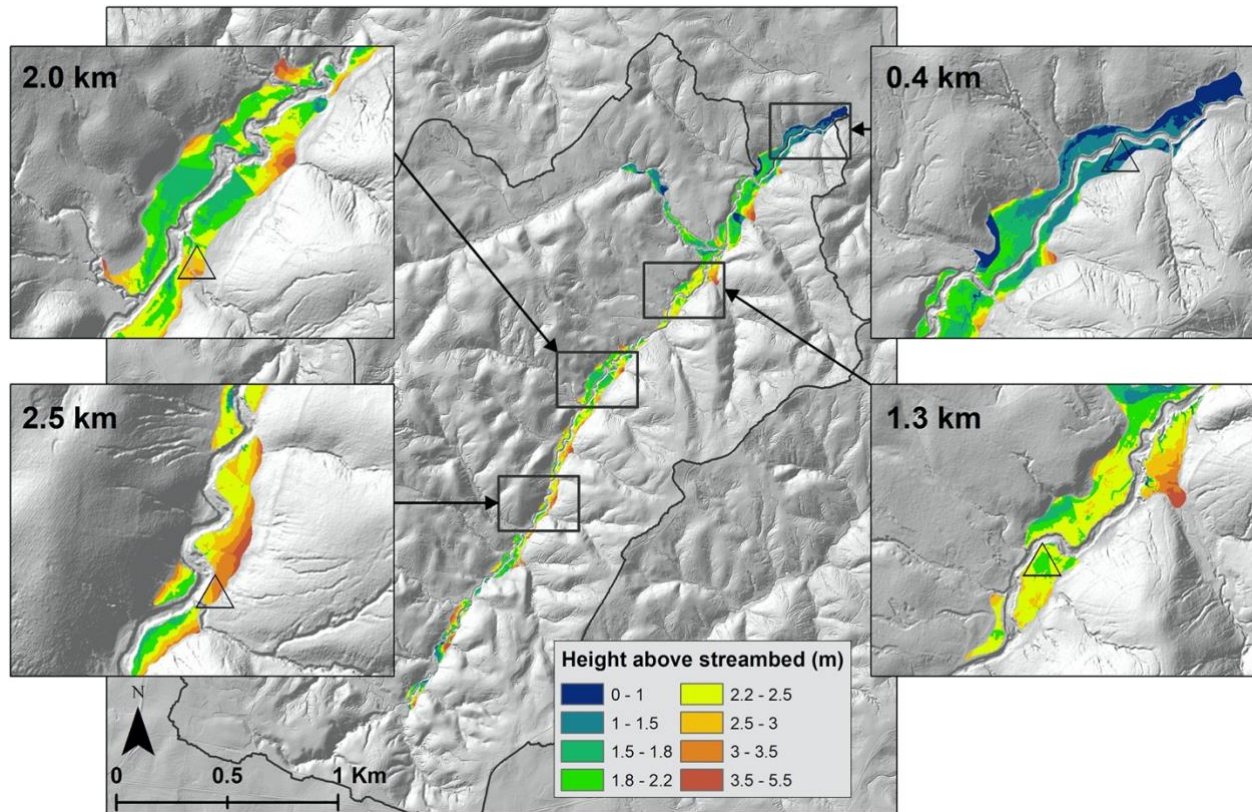 2.0 km
0.4 km
2.5 km
1.3 km
N
0 0.5 1 Km
Height above streambed (m)
0 - 1
1 - 1.5
1.5 - 1.8
1.8 - 2.2
2.2 - 2.5
2.5 - 3
3 - 3.5
3.5 - 5.5